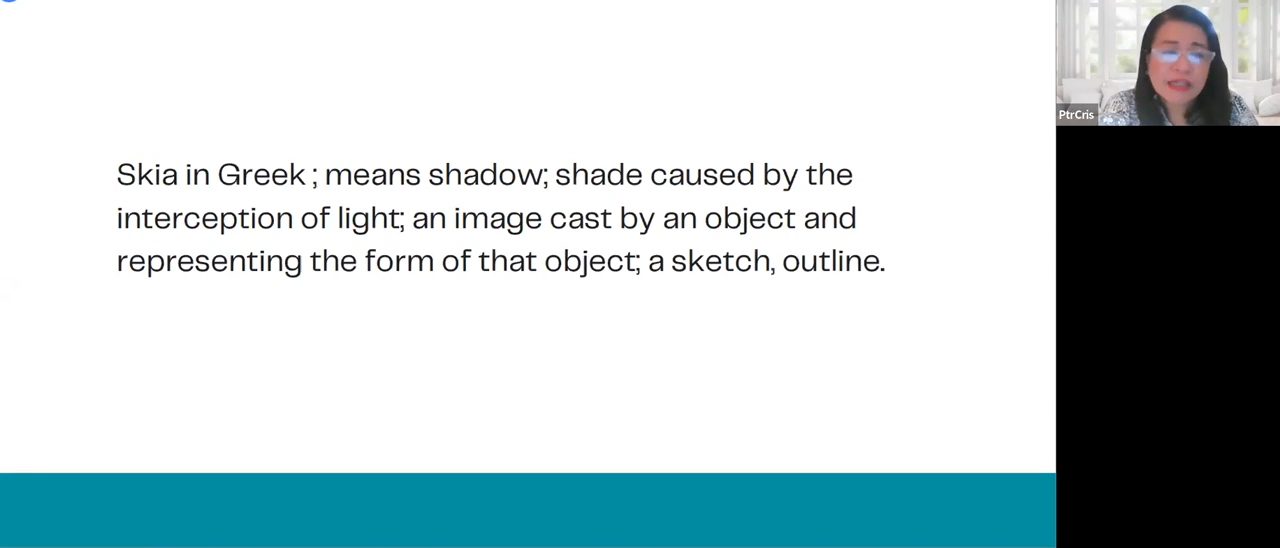 Skia in Greek ; means shadow; shade caused by the
interception of light; an image cast by an object and
representing the form of that object; a sketch, outline.
PtrCris